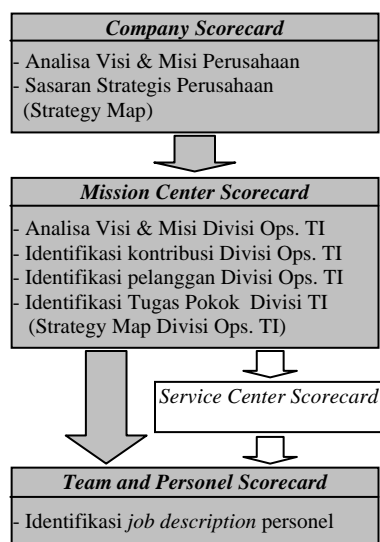 Company Scorecard
- Analisa Visi & Misi Perusahaan
- Sasaran Strategis Perusahaan
(Strategy Map)
Mission Center Scorecard
- Analisa Visi & Misi Divisi Ops. TI
- Identifikasi kontribusi Divisi Ops. TI
- Identifikasi pelanggan Divisi Ops. TI
- Identifikasi Tugas Pokok Divisi TI
(Strategy Map Divisi Ops. TI)
Service Center Scorecard
Team and Personel Scorecard
- Identifikasi job description personel